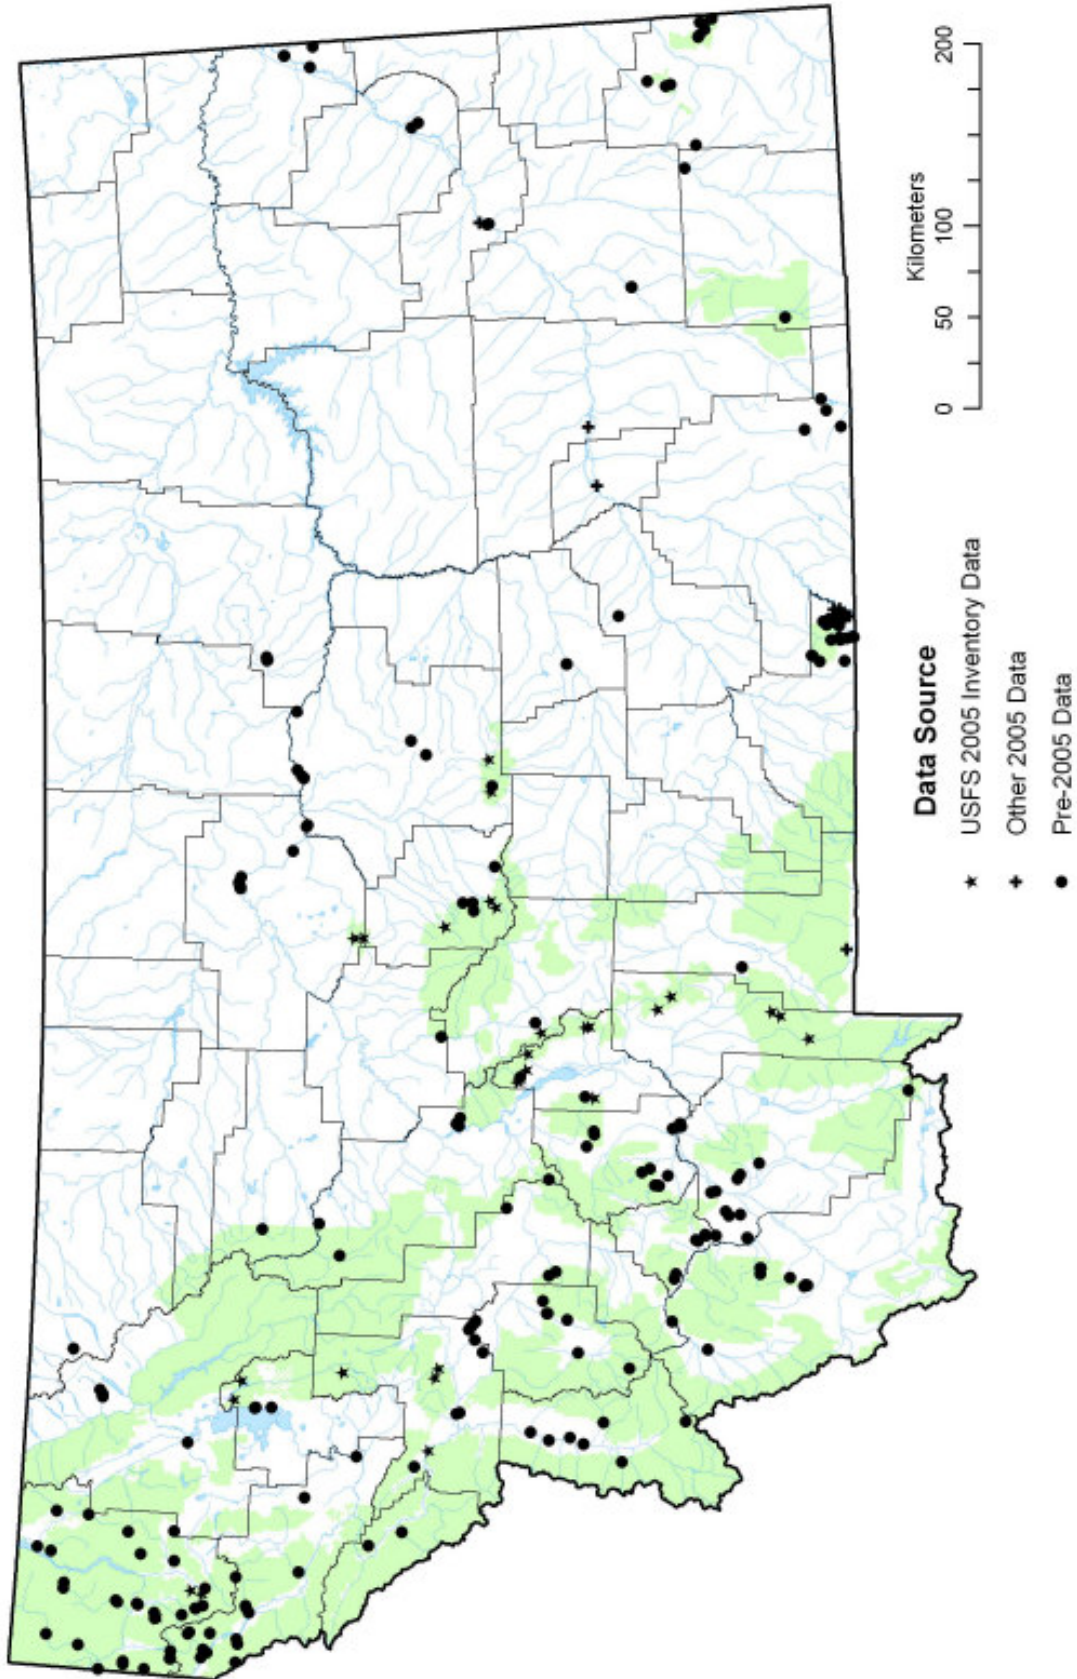 Data Source
USFS 2005 Inventory Data
Other 2005 Data
Pre-2005 Data
Kilometers
0 50 100 200